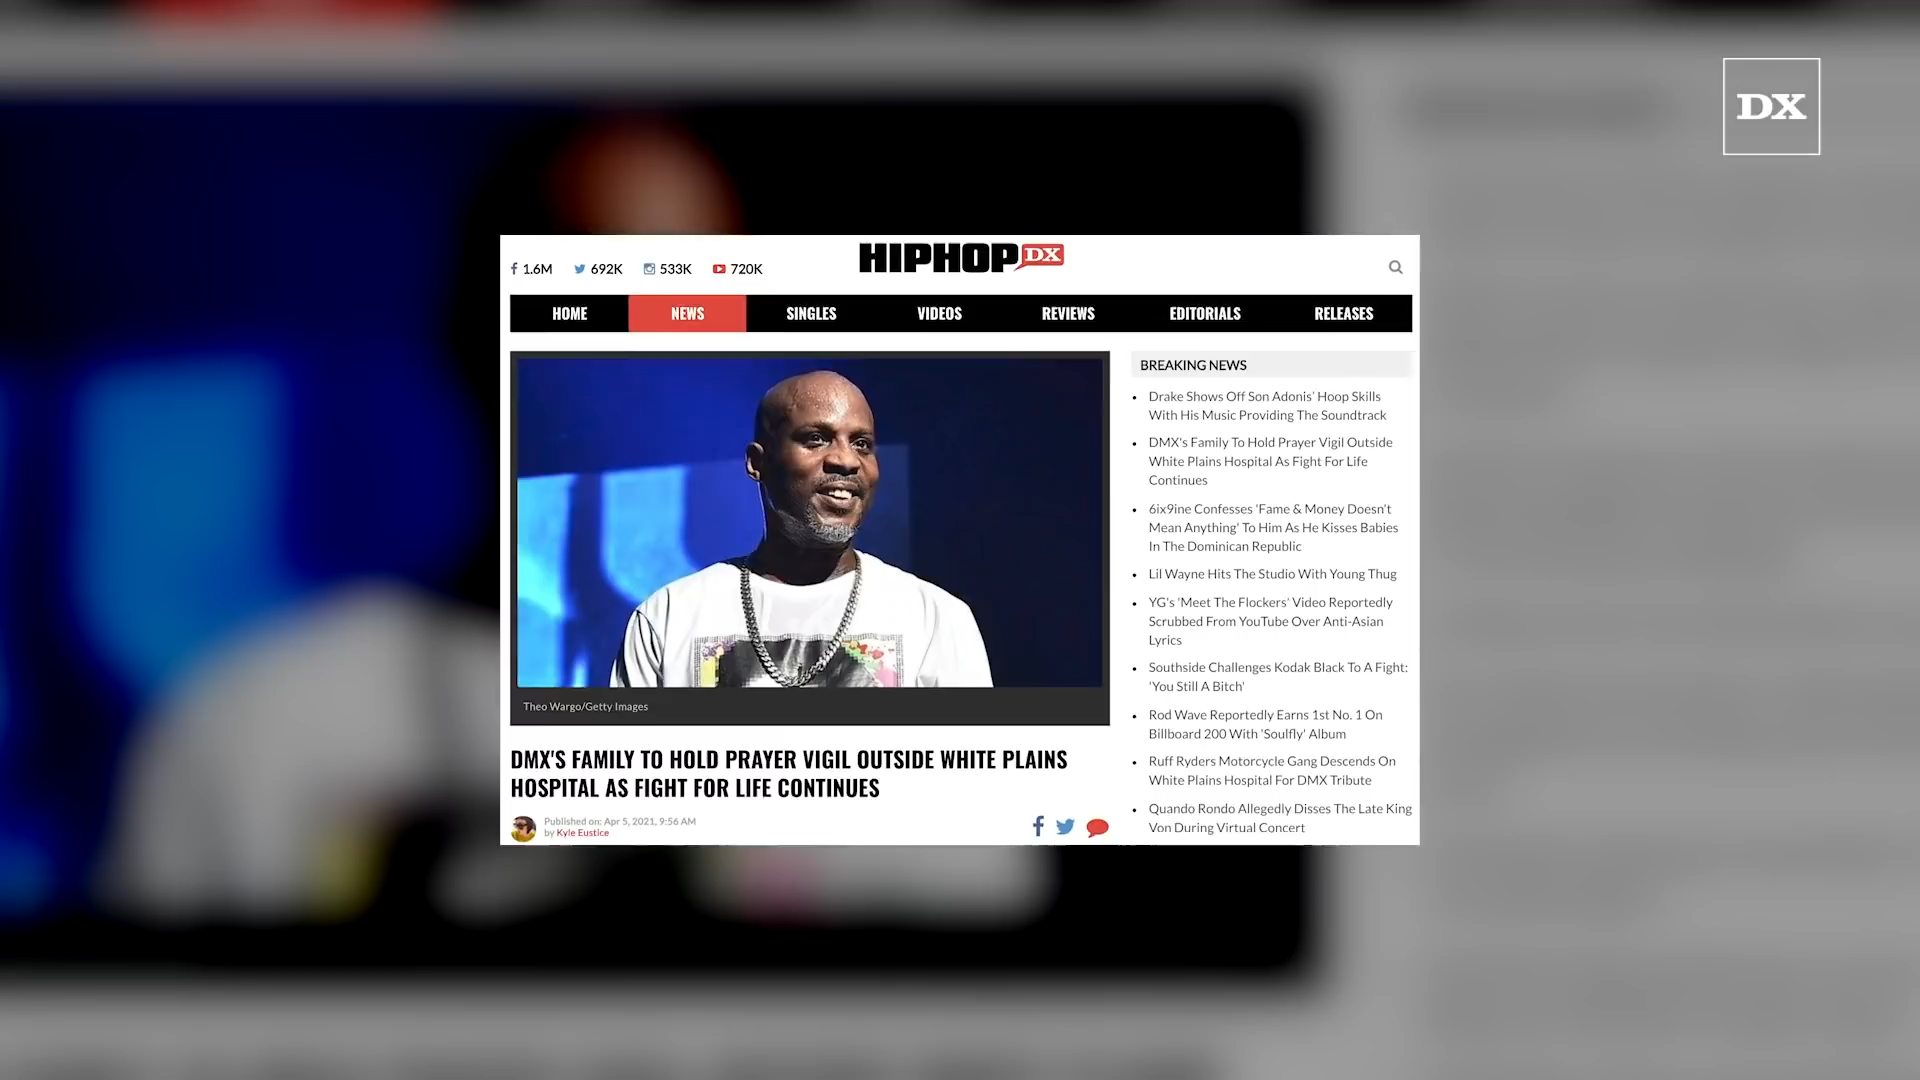 DX
1.6M 692K 533K 720K
HIPHOPDX
HOME NEWS SINGLES VIDEOS REVIEWS EDITORIALS RELEASES
Theo Wargo/Getty Images
DMX'S FAMILY TO HOLD PRAYER VIGIL OUTSIDE WHITE PLAINS
HOSPITAL AS FIGHT FOR LIFE CONTINUES
Published on: Apr 5, 2021, 9:56 AM
by Kyle Eustice
BREAKING NEWS
Drake Shows Off Son Adonis' Hoop Skills
With His Music Providing The Soundtrack
DMX's Family To Hold Prayer Vigil Outside
White Plains Hospital As Fight For Life
Continues
6ix9ine Confesses 'Fame & Money Doesn't
Mean Anything' To Him As He Kisses Babies
In The Dominican Republic
Lil Wayne Hits The Studio With Young Thug
YG's 'Meet The Flockers' Video Reportedly
Scrubbed From YouTube Over Anti-Asian
Lyrics
Southside Challenges Kodak Black To A Fight:
'You Still A Bitch'
Rod Wave Reportedly Earns 1st No. 1 On
Billboard 200 With 'Soulfly' Album
Ruff Ryders Motorcycle Gang Descends On
White Plains Hospital For DMX Tribute
Quando Rondo Allegedly Disses The Late King
Von During Virtual Concert